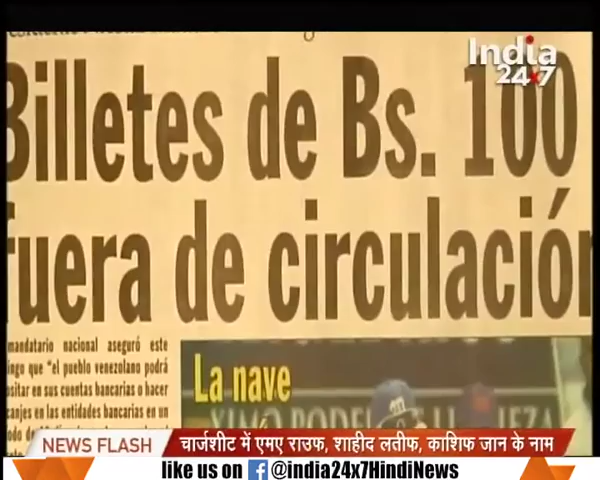 India
24x7
Billetes de Bs. 100
fuera de circulación
mandatario nacional aseguró este
ingo que "el pueblo venezolano podrá
sitar en sus cuentas bancarias o hacer
canjes en las entidades bancarias en un
La nave
NEWS FLASH
चार्जशीट में एमए राउफ, शाहीद लतीफ, काशिफ जान के नाम
like us on f @india24x7HindiNews